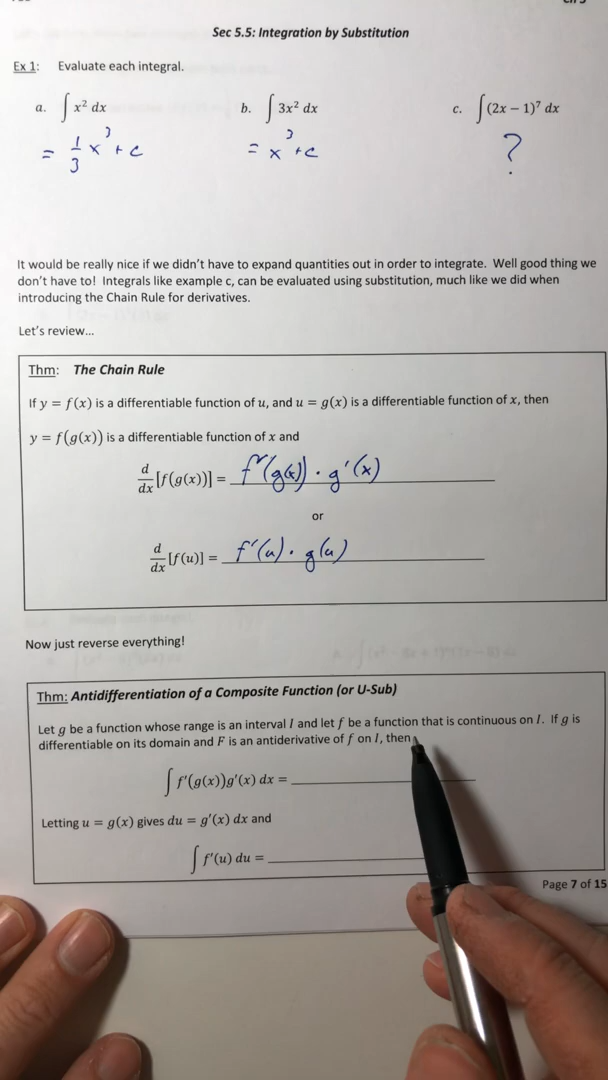 Sec 5.5: Integration by Substitution
Ex 1: Evaluate each integral.
a. ∫ x² dx b. ∫ 3x² dx c. ∫ (2x − 1)⁷ dx
= 1/3 x³ + c = x³ + c ?
It would be really nice if we didn't have to expand quantities out in order to integrate. Well good thing we
don't have to! Integrals like example c, can be evaluated using substitution, much like we did when
introducing the Chain Rule for derivatives.
Let's review...
Thm: The Chain Rule
If y = f(x) is a differentiable function of u, and u = g(x) is a differentiable function of x, then
y = f(g(x)) is a differentiable function of x and
d/dx [f(g(x))] = f'(g(x)) · g'(x)
or
d/dx [f(u)] = f'(u) · g(u)
Now just reverse everything!
Thm: Antidifferentiation of a Composite Function (or U-Sub)
Let g be a function whose range is an interval I and let f be a function that is continuous on I. If g is
differentiable on its domain and F is an antiderivative of f on I, then
∫ f'(g(x))g'(x) dx =
Letting u = g(x) gives du = g'(x) dx and
∫ f'(u) du =
Page 7 of 15